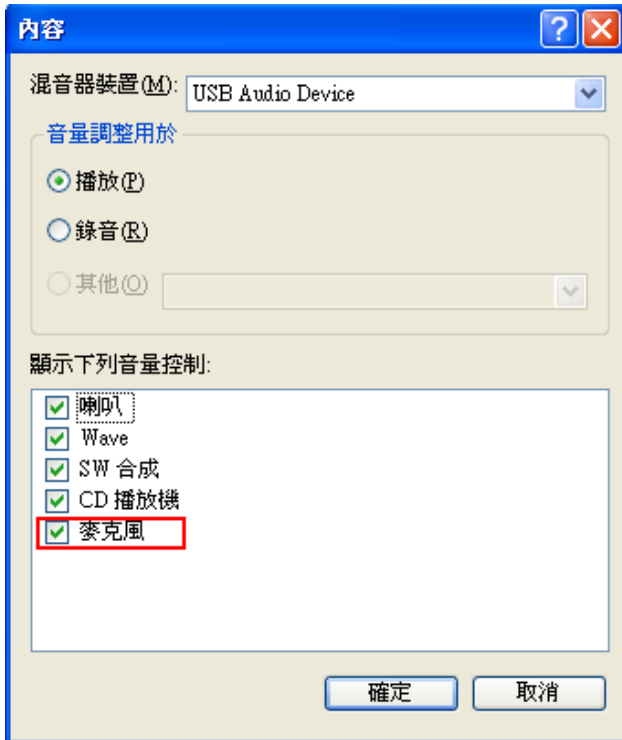 內容
混音器裝置(M): USB Audio Device
音量調整用於
播放(P)
錄音(R)
其他(O)
顯示下列音量控制:
喇叭
Wave
SW 合成
CD 播放機
麥克風
確定 取消